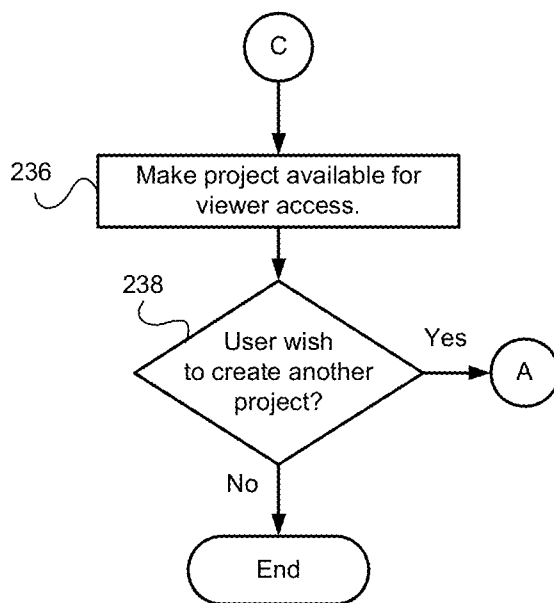 C
236
Make project available for
viewer access.
238
User wish
to create another
project?
Yes
A
No
End